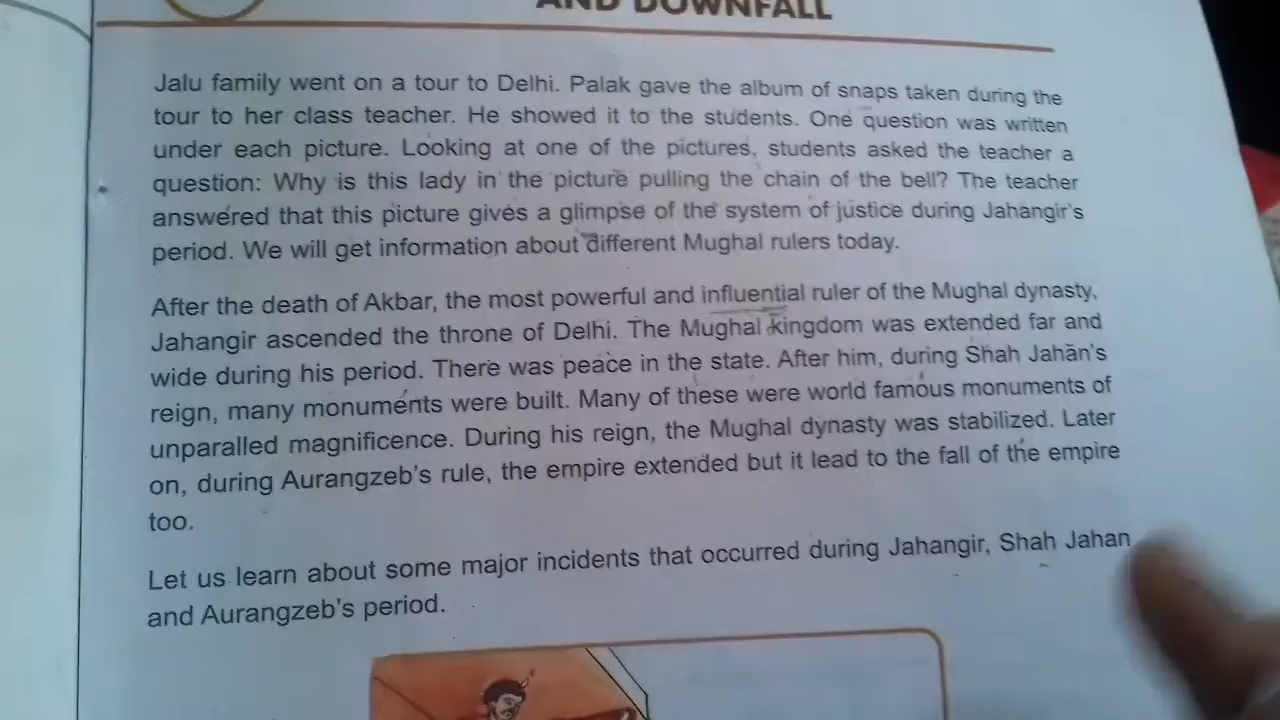 AND DOWNFALL
Jalu family went on a tour to Delhi. Palak gave the album of snaps taken during the
tour to her class teacher. He showed it to the students. One question was written
under each picture. Looking at one of the pictures, students asked the teacher a
question: Why is this lady in the picture pulling the chain of the bell? The teacher
answered that this picture gives a glimpse of the system of justice during Jahangir's
period. We will get information about different Mughal rulers today.
After the death of Akbar, the most powerful and influential ruler of the Mughal dynasty,
Jahangir ascended the throne of Delhi. The Mughal kingdom was extended far and
wide during his period. There was peace in the state. After him, during Shah Jahān's
reign, many monuments were built. Many of these were world famous monuments of
unparalled magnificence. During his reign, the Mughal dynasty was stabilized. Later
on, during Aurangzeb's rule, the empire extended but it lead to the fall of the empire
too.
Let us learn about some major incidents that occurred during Jahangir, Shah Jahan
and Aurangzeb's period.